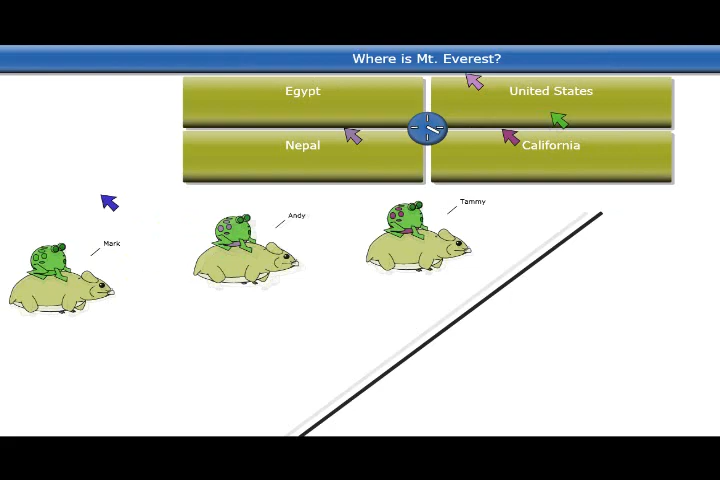 Where is Mt. Everest?
Egypt
United States
Nepal
California
Mark
Andy
Tammy